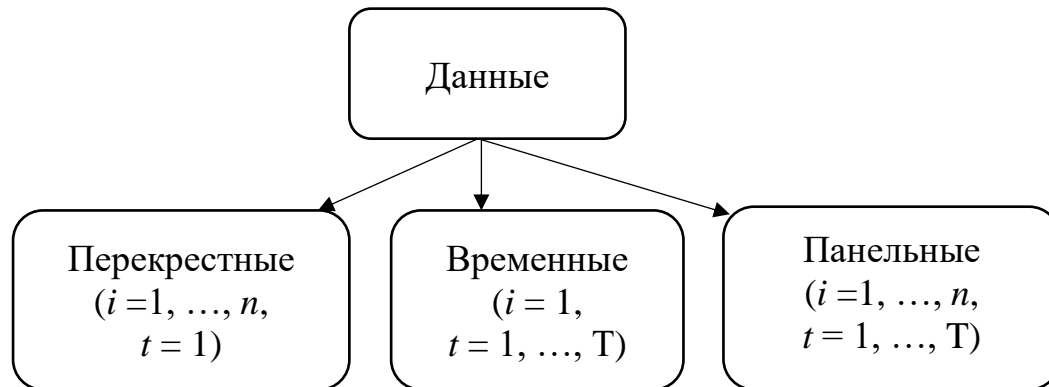 Данные
Перекрестные
(i =1, …, n,
t = 1)
Временные
(i = 1,
t = 1, …, T)
Панельные
(i =1, …, n,
t = 1, …, T)